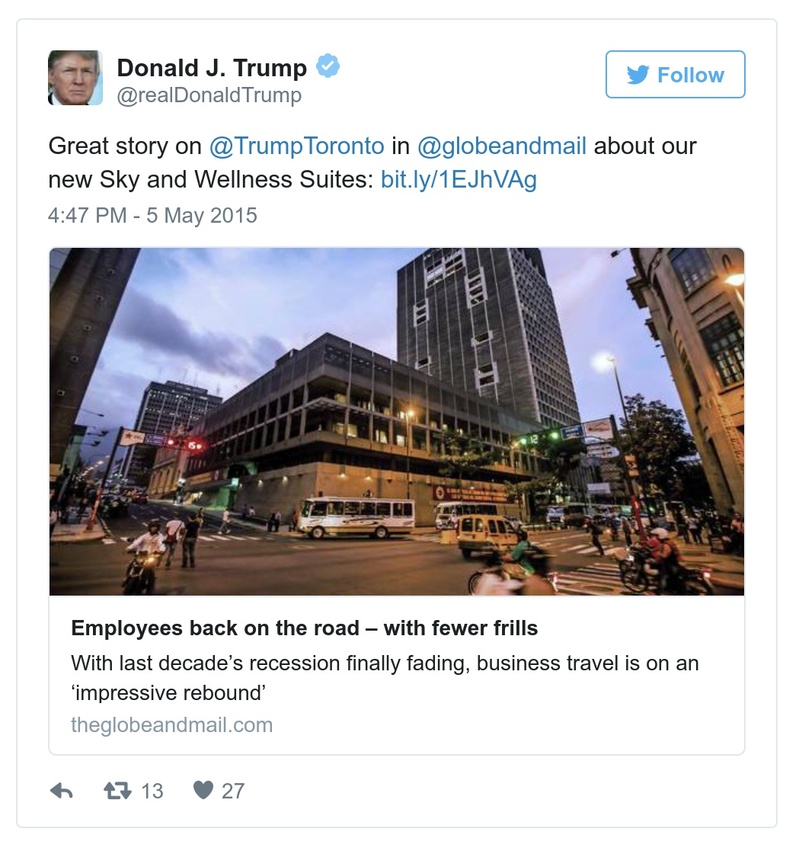 Donald J. Trump
@realDonaldTrump
Follow
Great story on @TrumpToronto in @globeandmail about our
new Sky and Wellness Suites: bit.ly/1EJhVAg
4:47 PM - 5 May 2015
12
Employees back on the road – with fewer frills
With last decade’s recession finally fading, business travel is on an
‘impressive rebound’
theglobeandmail.com
13
27